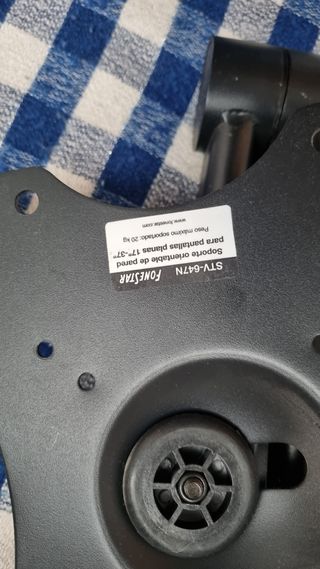 STV-647N FONESTAR
Soporte orientable de pared
para pantallas planas 17"-37"
Peso máximo soportado: 20 kg
www.fonestar.com